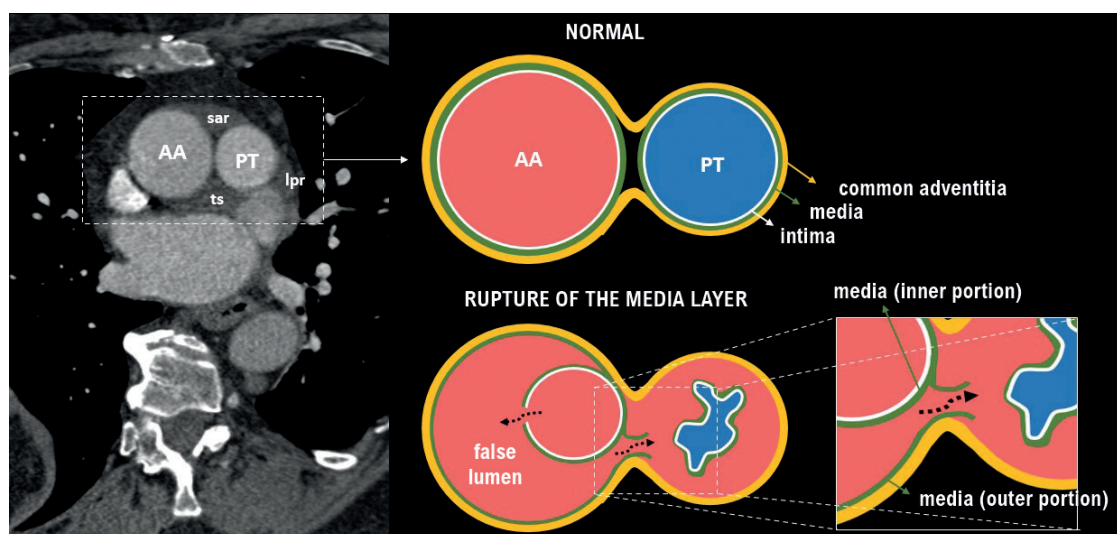 NORMAL
sar
AA
PT
lpr
ts
AA
PT
common adventitia
media
intima
RUPTURE OF THE MEDIA LAYER
media (inner portion)
false
lumen
media (outer portion)